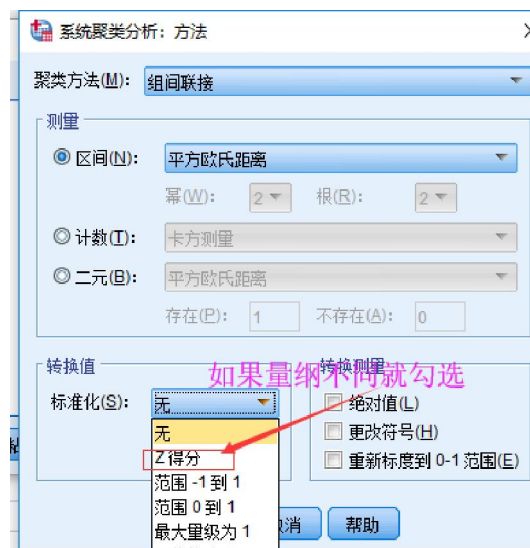 系统聚类分析：方法
聚类方法(M)： 组间联接
测量
区间(N)： 平方欧氏距离
幂(W)： 2 根(R)： 2
计数(T)： 卡方测量
二元(B)： 平方欧氏距离
存在(P)： 1 不存在(A)： 0
转换值 转换测量
如果量纲不同就勾选
标准化(S)： 无 绝对值(L)
无 更改符号(H)
Z得分 重新标度到 0-1 范围(E)
范围 -1 到 1
范围 0 到 1
消 帮助
最大量级为 1